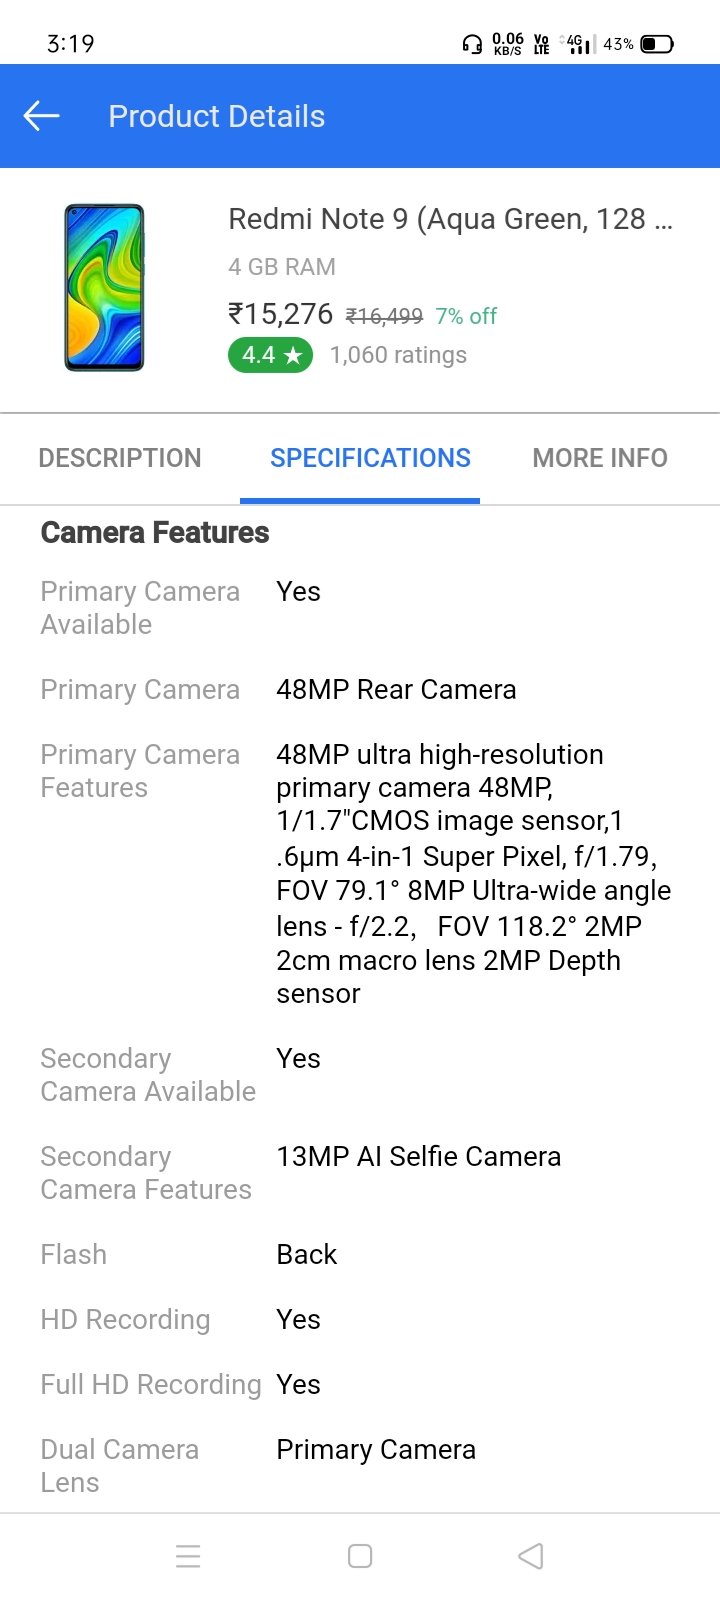 3:19
0.06 KB/S Vo LTE 4G 43%
Product Details
Redmi Note 9 (Aqua Green, 128 ...
4 GB RAM
₹15,276 ₹16,499 7% off
4.4 ★ 1,060 ratings
DESCRIPTION SPECIFICATIONS MORE INFO
Camera Features
Primary Camera Available
Yes
Primary Camera
48MP Rear Camera
Primary Camera
Features
48MP ultra high-resolution
primary camera 48MP,
1/1.7"CMOS image sensor,1
.6μm 4-in-1 Super Pixel, f/1.79,
FOV 79.1° 8MP Ultra-wide angle
lens - f/2.2,  FOV 118.2° 2MP
2cm macro lens 2MP Depth
sensor
Secondary
Camera Available
Yes
Secondary
Camera Features
13MP AI Selfie Camera
Flash
Back
HD Recording
Yes
Full HD Recording
Yes
Dual Camera
Lens
Primary Camera